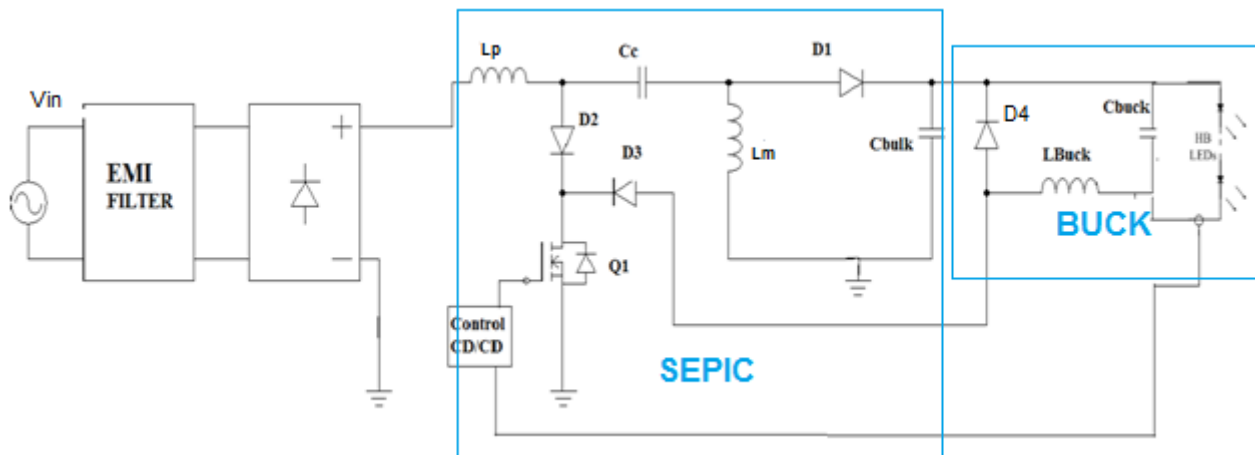 Lp
Cc
D1
Vin
D2
D4
Cbuck
EMI
FILTER
+
D3
Lm
Cbulk
LBuck
HB
LEDs
BUCK
−
Q1
Control
CD/CD
SEPIC